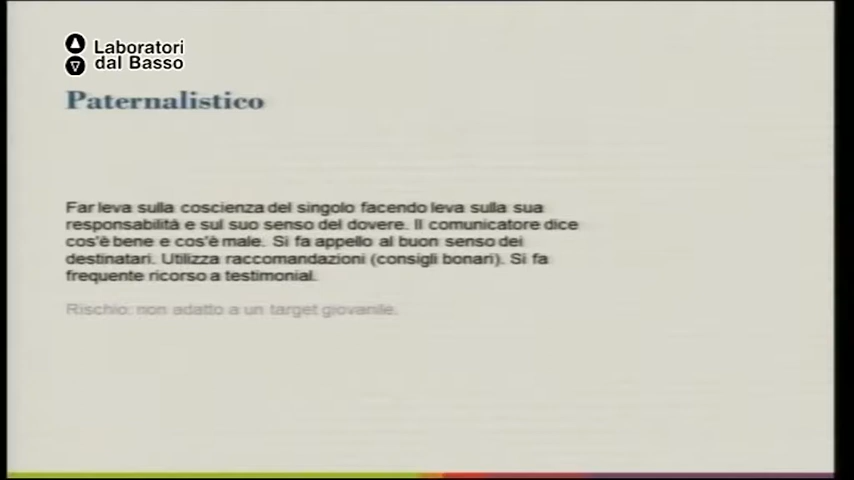 Laboratori
dal Basso
Paternalistico
Far leva sulla coscienza del singolo facendo leva sulla sua
responsabilità e sul suo senso del dovere. Il comunicatore dice
cos'è bene e cos'è male. Si fa appello al buon senso dei
destinatari. Utilizza raccomandazioni (consigli bonari). Si fa
frequente ricorso a testimonial.
Rischio: non adatto a un target giovanile.